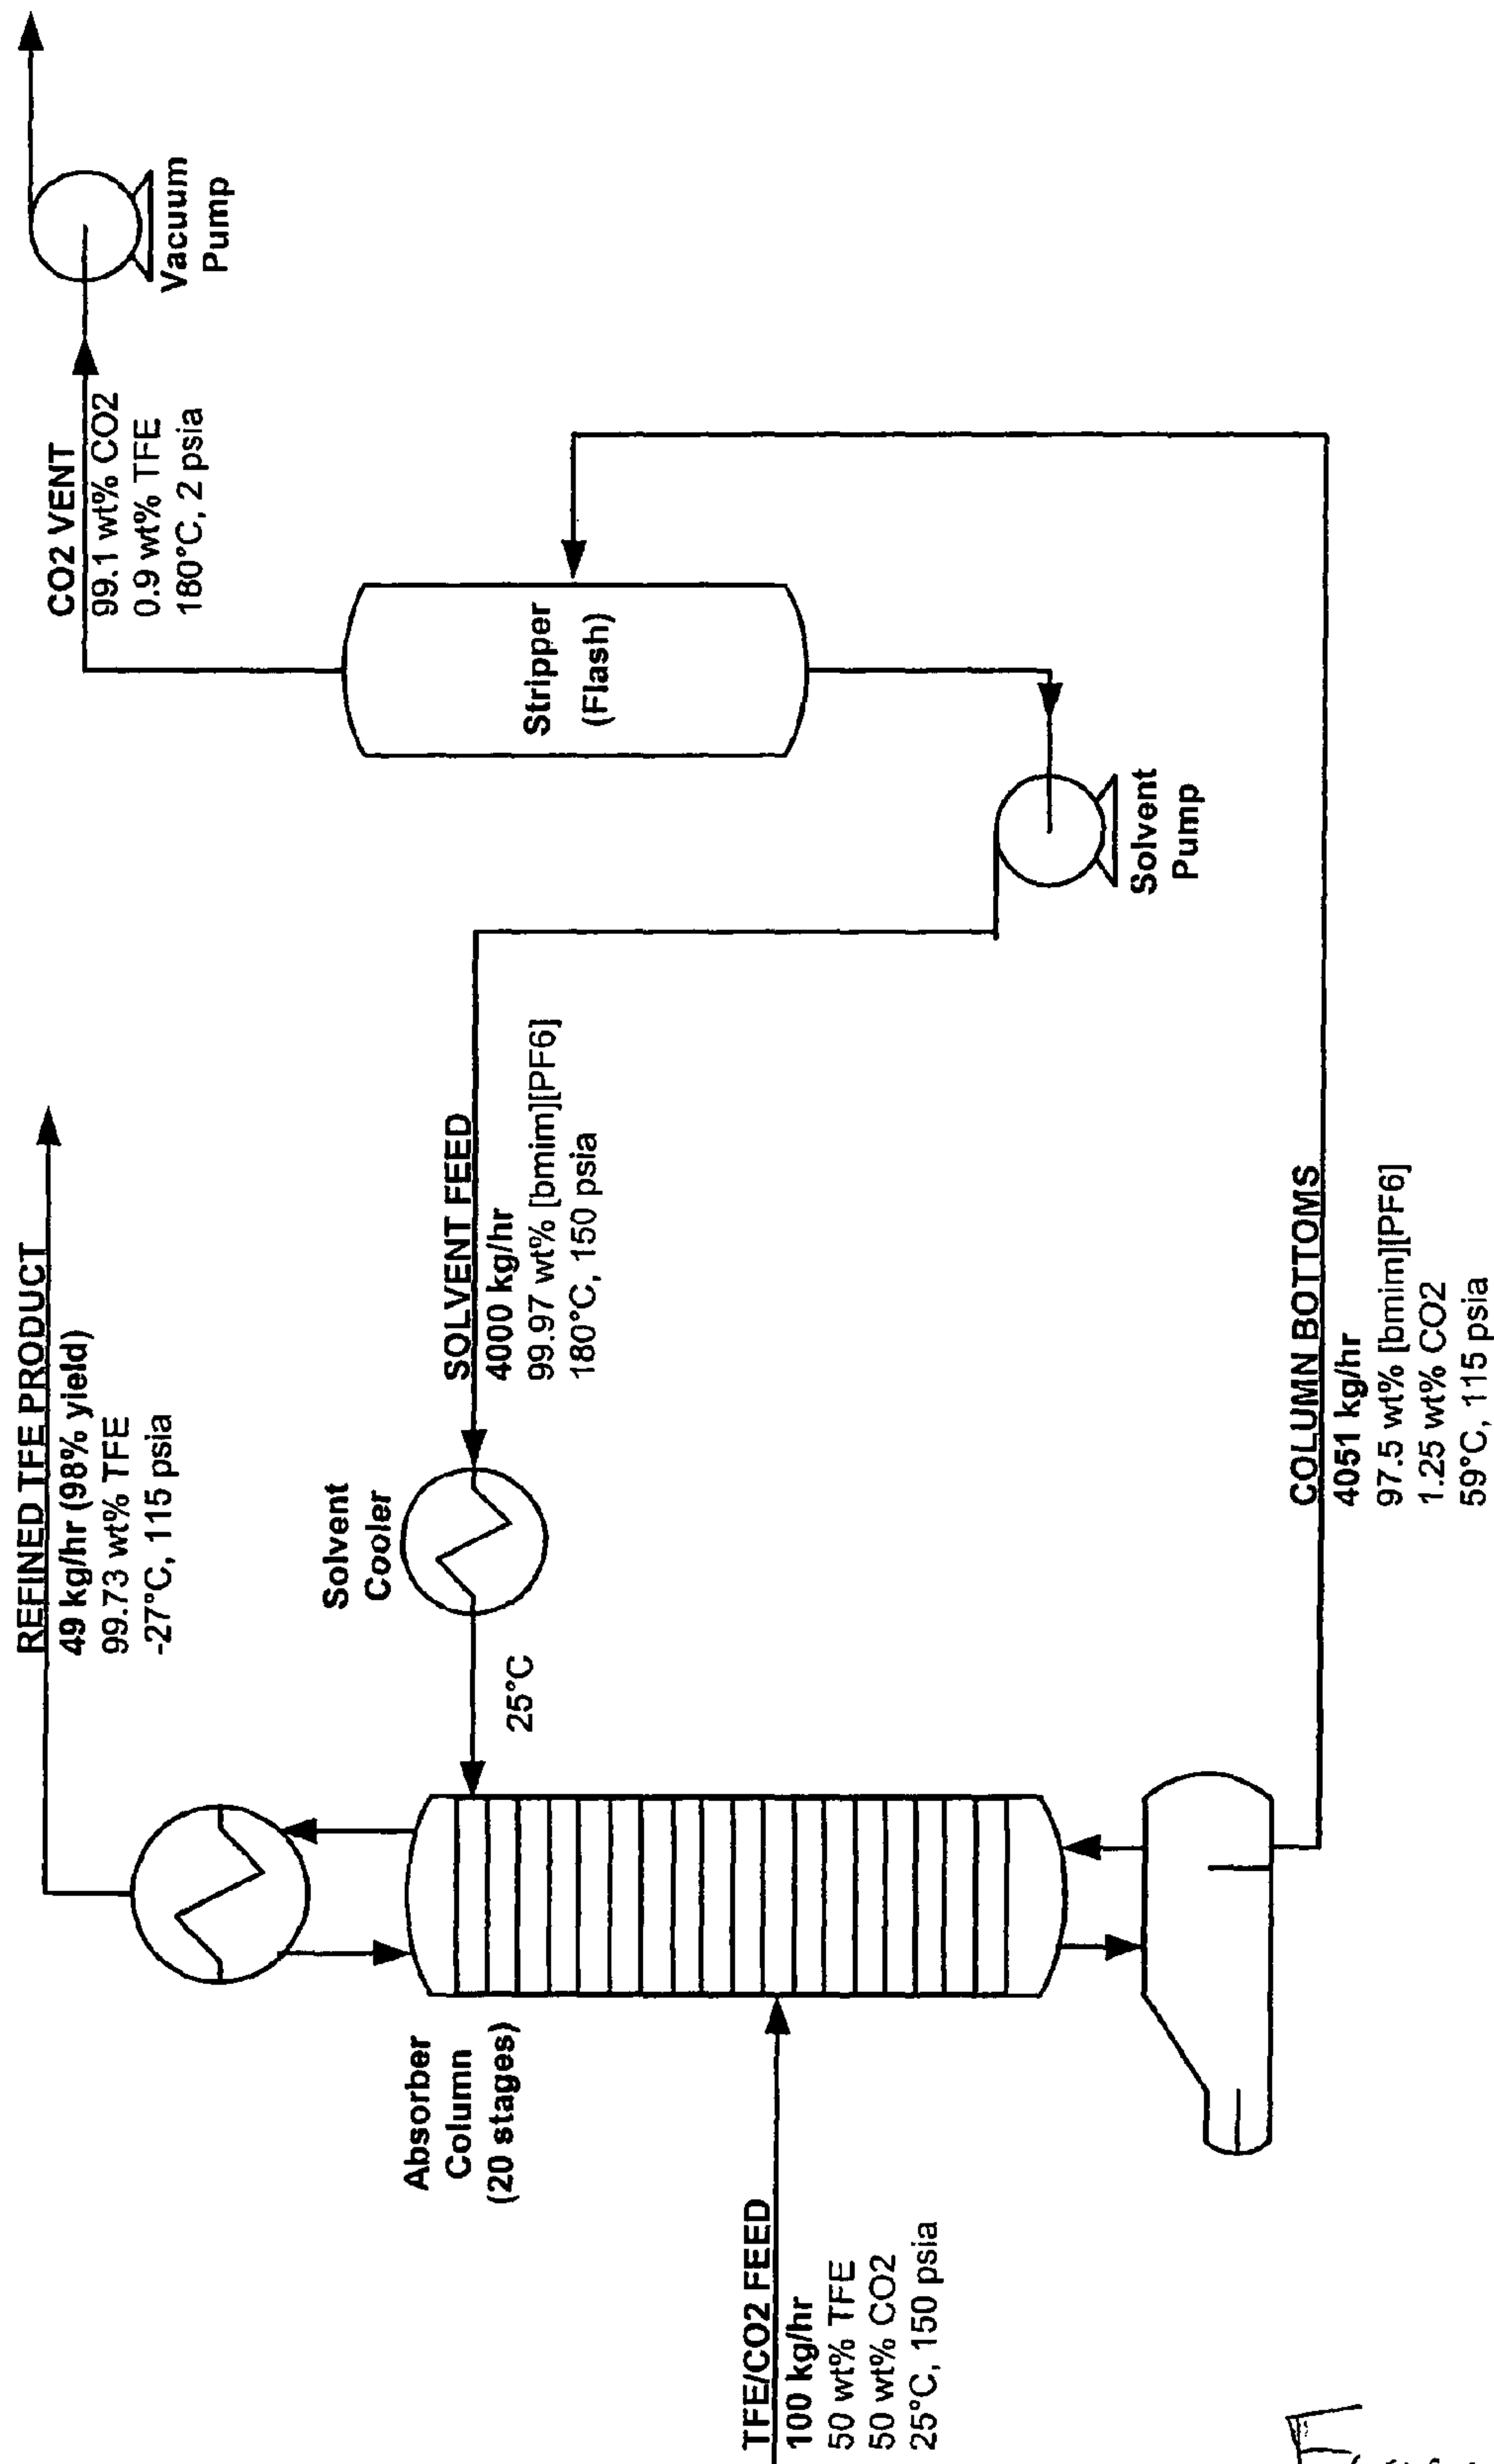 REFINED TFE PRODUCT
49 kg/hr (98% yield)
99.73 wt% TFE
-27°C, 115 psia
CO2 VENT
99.1 wt% CO2
0.9 wt% TFE
180°C, 2 psia
Vacuum
Pump
Absorber
Column
(20 stages)
Solvent
Cooler
25°C
SOLVENT FEED
4000 kg/hr
99.97 wt% [bmim][PF6]
180°C, 150 psia
Stripper
(Flash)
TFE/CO2 FEED
100 kg/hr
50 wt% TFE
50 wt% CO2
25°C, 150 psia
Solvent
Pump
COLUMN BOTTOMS
4051 kg/hr
97.5 wt% [bmim][PF6]
1.25 wt% CO2
59°C, 115 psia